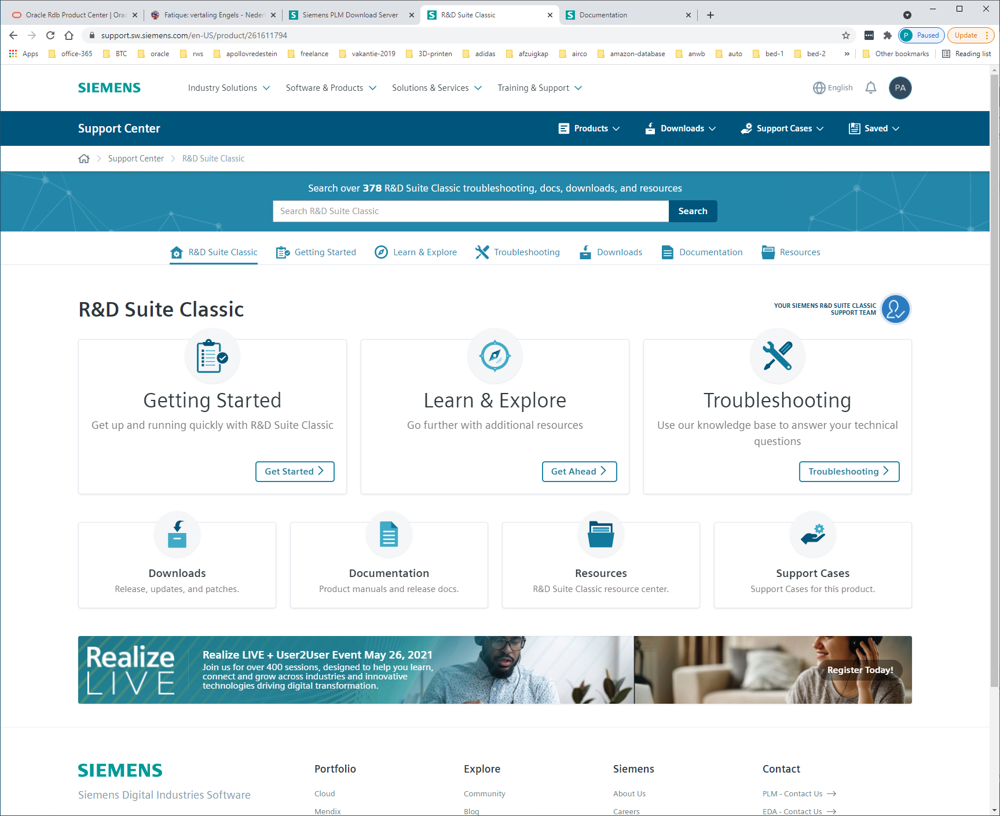 Oracle Rdb Product Center | Orac
Fatique: vertaling Engels - Neder
Siemens PLM Download Server
R&D Suite Classic
Documentation
support.sw.siemens.com/en-US/product/261611794
P Paused
Update
Apps
office-365
BTC
oracle
rws
apollovredestein
freelance
vakantie-2019
3D-printen
adidas
afzuigkap
airco
amazon-database
anwb
auto
bed-1
bed-2
»
Other bookmarks
Reading list
SIEMENS
Industry Solutions
Software & Products
Solutions & Services
Training & Support
English
PA
Support Center
Products
Downloads
Support Cases
Saved
Support Center
R&D Suite Classic
Search over 378 R&D Suite Classic troubleshooting, docs, downloads, and resources
Search R&D Suite Classic
Search
R&D Suite Classic
Getting Started
Learn & Explore
Troubleshooting
Downloads
Documentation
Resources
R&D Suite Classic
YOUR SIEMENS R&D SUITE CLASSIC
SUPPORT TEAM
Getting Started
Get up and running quickly with R&D Suite Classic
Get Started
Learn & Explore
Go further with additional resources
Get Ahead
Troubleshooting
Use our knowledge base to answer your technical
questions
Troubleshooting
Downloads
Release, updates, and patches.
Documentation
Product manuals and release docs.
Resources
R&D Suite Classic resource center.
Support Cases
Support Cases for this product.
Realize
LIVE
Realize LIVE + User2User Event May 26, 2021
Join us for over 400 sessions, designed to help you learn,
connect and grow across industries and innovative
technologies driving digital transformation.
Register Today!
SIEMENS
Siemens Digital Industries Software
Portfolio
Cloud
Mendix
Explore
Community
Blog
Siemens
About Us
Careers
Contact
PLM - Contact Us
EDA - Contact Us